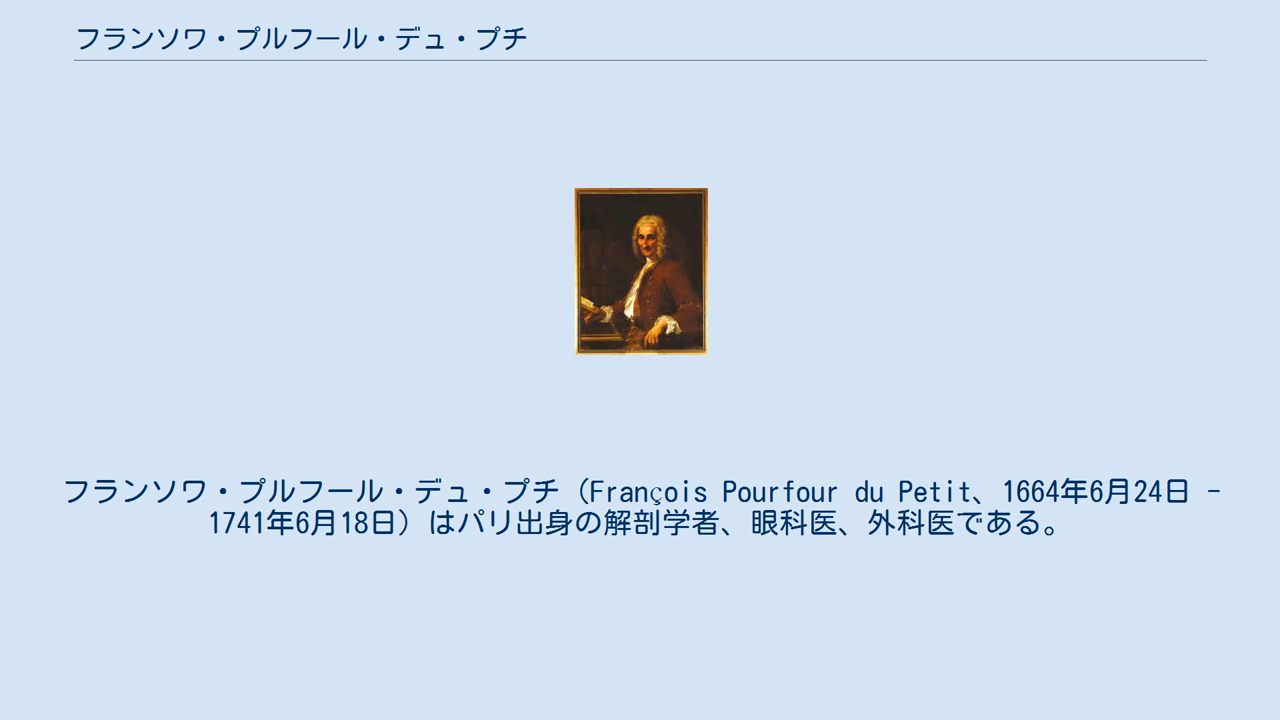 フランソワ・プルフール・デュ・プチ
フランソワ・プルフール・デュ・プチ（François Pourfour du Petit、1664年6月24日 -
1741年6月18日）はパリ出身の解剖学者、眼科医、外科医である。